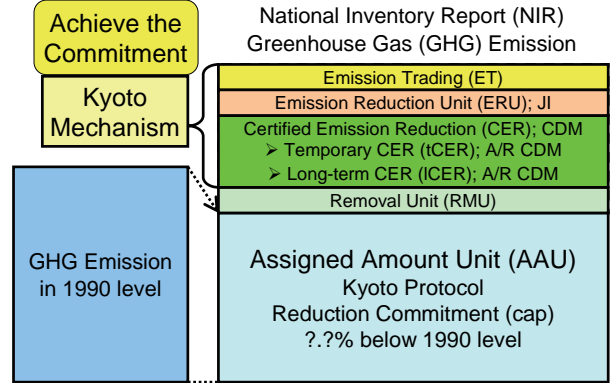 Achieve the
Commitment
National Inventory Report (NIR)
Greenhouse Gas (GHG) Emission
Kyoto
Mechanism
Emission Trading (ET)
Emission Reduction Unit (ERU); JI
Certified Emission Reduction (CER); CDM
➢ Temporary CER (tCER); A/R CDM
➢ Long-term CER (lCER); A/R CDM
Removal Unit (RMU)
GHG Emission
in 1990 level
Assigned Amount Unit (AAU)
Kyoto Protocol
Reduction Commitment (cap)
?.?% below 1990 level